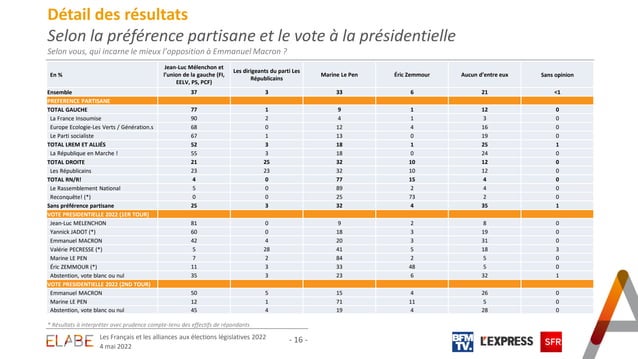 Détail des résultats
Selon la préférence partisane et le vote à la présidentielle
Selon vous, qui incarne le mieux l'opposition à Emmanuel Macron ?
En % | Jean-Luc Mélenchon et l'union de la gauche (FI, EELV, PS, PCF) | Les dirigeants du parti Les Républicains | Marine Le Pen | Éric Zemmour | Aucun d'entre eux | Sans opinion
Ensemble 37 3 33 6 21 <1
PREFERENCE PARTISANE
TOTAL GAUCHE 77 1 9 1 12 0
La France Insoumise 90 2 4 1 3 0
Europe Ecologie-Les Verts / Génération.s 68 0 12 4 16 0
Le Parti socialiste 67 1 13 0 19 0
TOTAL LREM ET ALLIÉS 52 3 18 1 25 1
La République en Marche ! 55 3 18 0 24 0
TOTAL DROITE 21 25 32 10 12 0
Les Républicains 23 23 32 10 12 0
TOTAL RN/R! 4 0 77 15 4 0
Le Rassemblement National 5 0 89 2 4 0
Reconquête! (*) 0 0 25 73 2 0
Sans préférence partisane 25 3 32 4 35 1
VOTE PRESIDENTIELLE 2022 (1ER TOUR)
Jean-Luc MELENCHON 81 0 9 2 8 0
Yannick JADOT (*) 60 0 18 3 19 0
Emmanuel MACRON 42 4 20 3 31 0
Valérie PECRESSE (*) 5 28 41 5 18 3
Marine LE PEN 7 2 84 2 5 0
Éric ZEMMOUR (*) 11 3 33 48 5 0
Abstention, vote blanc ou nul 35 3 23 6 32 1
VOTE PRESIDENTIELLE 2022 (2ND TOUR)
Emmanuel MACRON 50 5 15 4 26 0
Marine LE PEN 12 1 71 11 5 0
Abstention, vote blanc ou nul 45 4 19 4 28 0
* Résultats à interpréter avec prudence compte-tenu des effectifs de répondants
ELABE
Les Français et les alliances aux élections législatives 2022
4 mai 2022
- 16 -
BFM TV.
L'EXPRESS
SFR